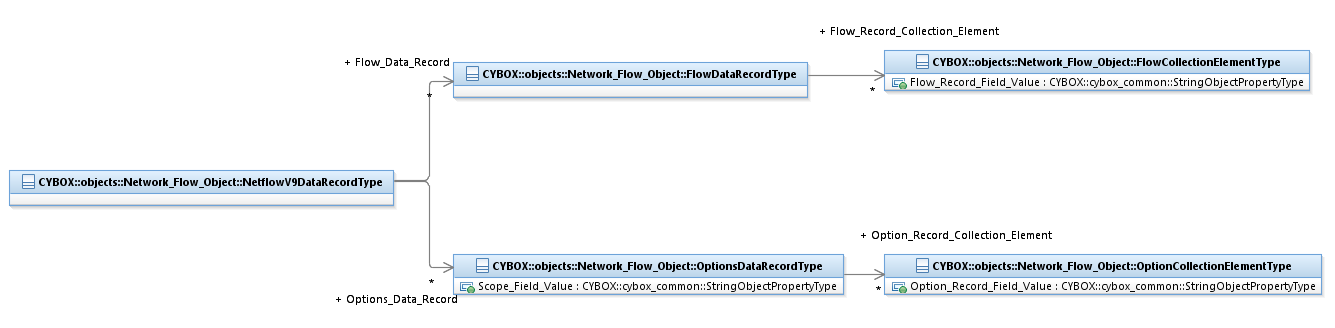 + Flow_Record_Collection_Element
+ Flow_Data_Record
CYBOX::objects::Network_Flow_Object::FlowDataRecordType
*
CYBOX::objects::Network_Flow_Object::FlowCollectionElementType
Flow_Record_Field_Value : CYBOX::cybox_common::StringObjectPropertyType
*
CYBOX::objects::Network_Flow_Object::NetflowV9DataRecordType
+ Option_Record_Collection_Element
CYBOX::objects::Network_Flow_Object::OptionsDataRecordType
Scope_Field_Value : CYBOX::cybox_common::StringObjectPropertyType
*
+ Options_Data_Record
CYBOX::objects::Network_Flow_Object::OptionCollectionElementType
Option_Record_Field_Value : CYBOX::cybox_common::StringObjectPropertyType
*